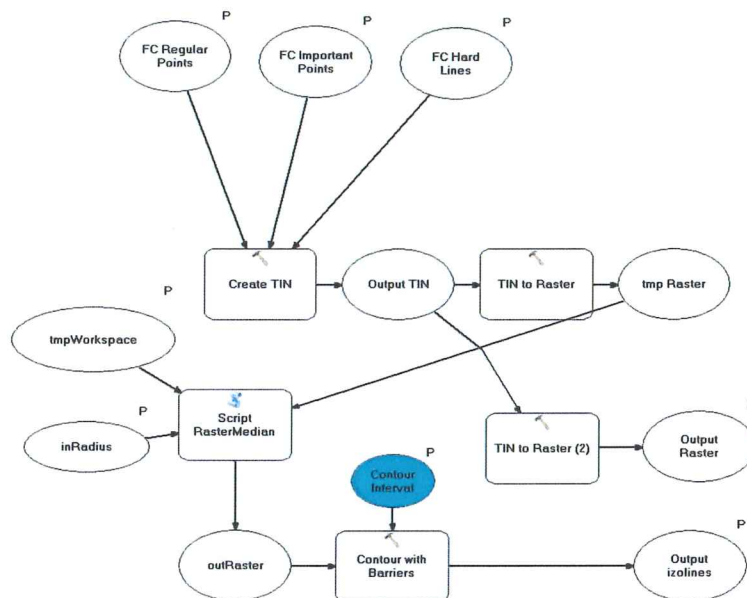 P
P
P
FC Regular
Points
FC Important
Points
FC Hard
Lines
Create TIN
Output TIN
TIN to Raster
tmp Raster
P
tmpWorkspace
P
inRadius
Script
RasterMedian
TIN to Raster (2)
Output
Raster
P
Contour
Interval
P
outRaster
Contour with
Barriers
Output
izolines